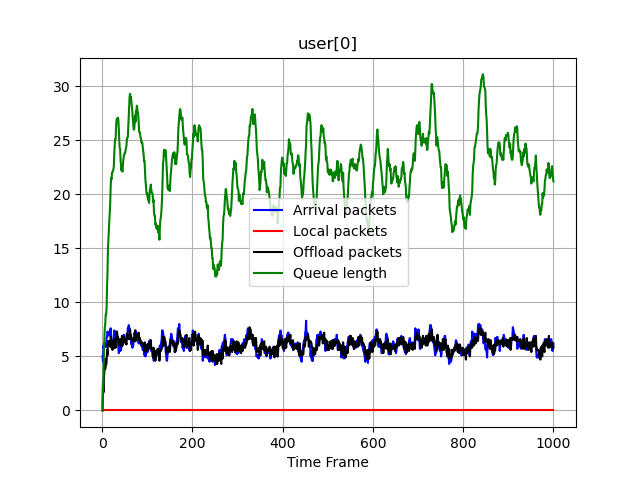 user[0]
30
25
20
15
10
5
0
Arrival packets
Local packets
Offload packets
Queue length
0 200 400 600 800 1000
Time Frame